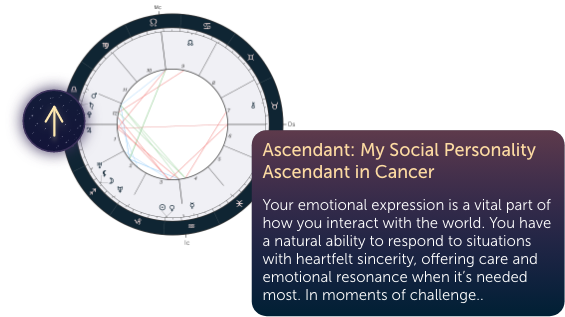 Mc
Ds
Ic
Ascendant: My Social Personality
Ascendant in Cancer
Your emotional expression is a vital part of
how you interact with the world. You have
a natural ability to respond to situations
with heartfelt sincerity, offering care and
emotional resonance when it’s needed
most. In moments of challenge..